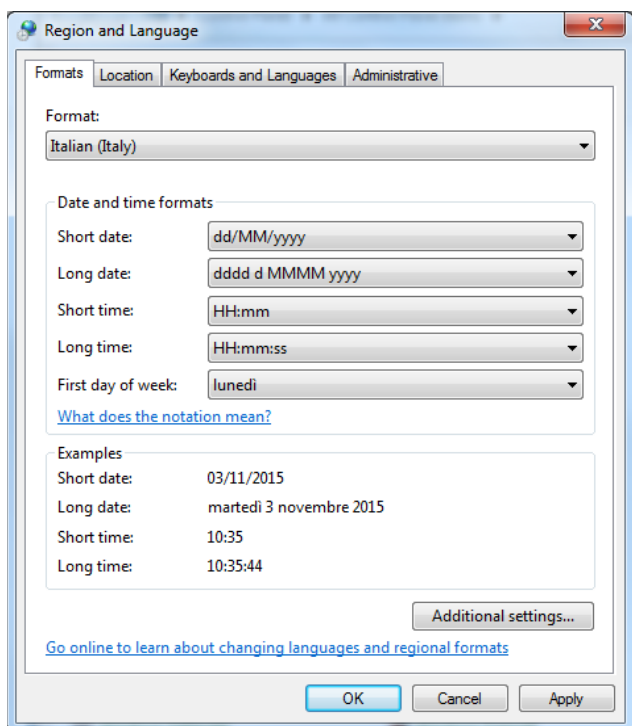 Region and Language
Formats Location Keyboards and Languages Administrative
Format:
Italian (Italy)
Date and time formats
Short date: dd/MM/yyyy
Long date: dddd d MMMM yyyy
Short time: HH:mm
Long time: HH:mm:ss
First day of week: lunedì
What does the notation mean?
Examples
Short date: 03/11/2015
Long date: martedì 3 novembre 2015
Short time: 10:35
Long time: 10:35:44
Additional settings...
Go online to learn about changing languages and regional formats
OK Cancel Apply